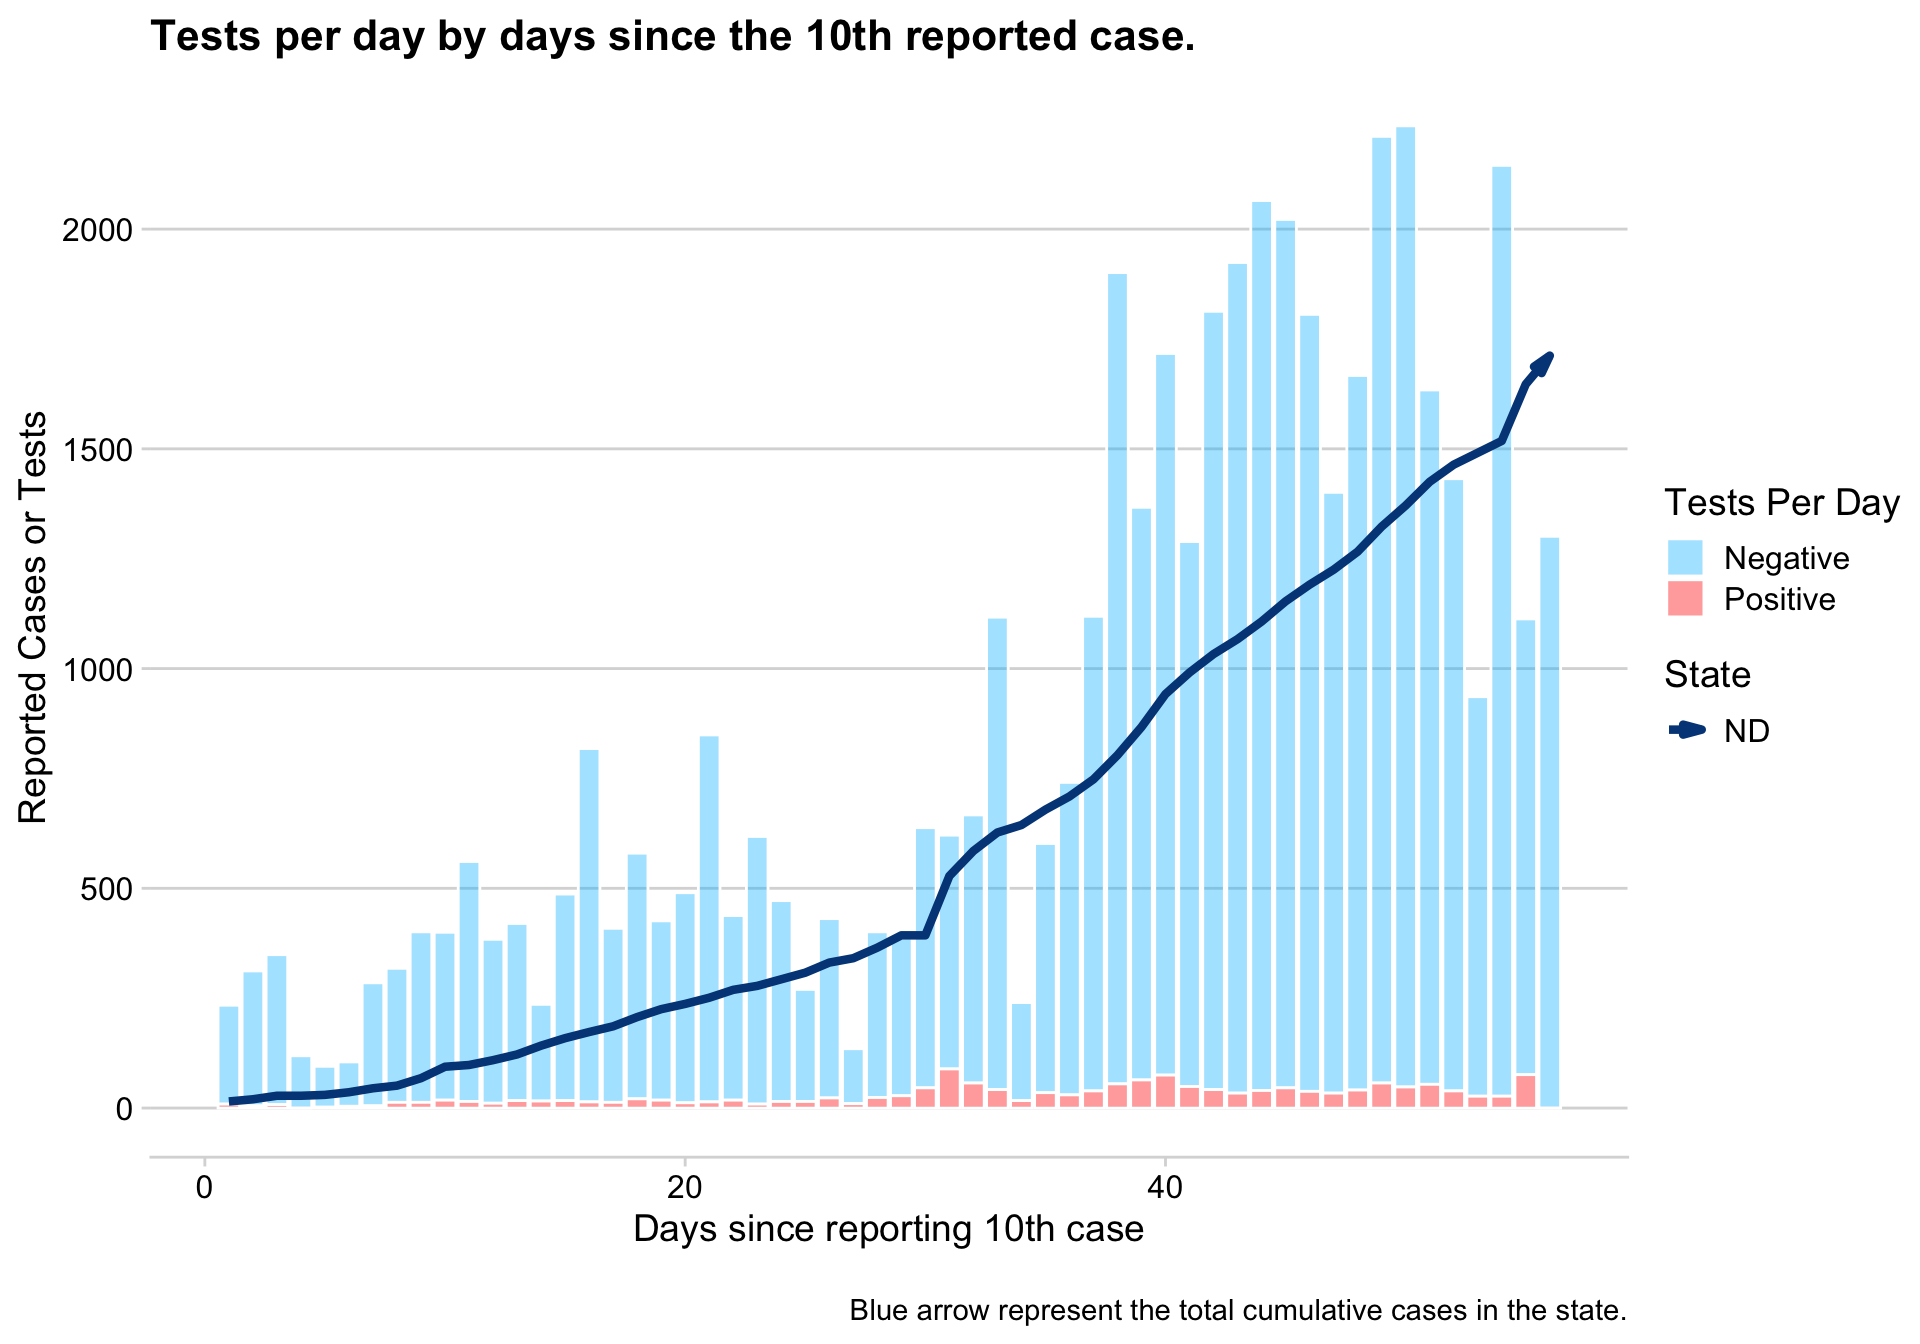 Tests per day by days since the 10th reported case.
Reported Cases or Tests
2000
1500
1000
500
0
0
20
40
Days since reporting 10th case
Tests Per Day
Negative
Positive
State
ND
Blue arrow represent the total cumulative cases in the state.